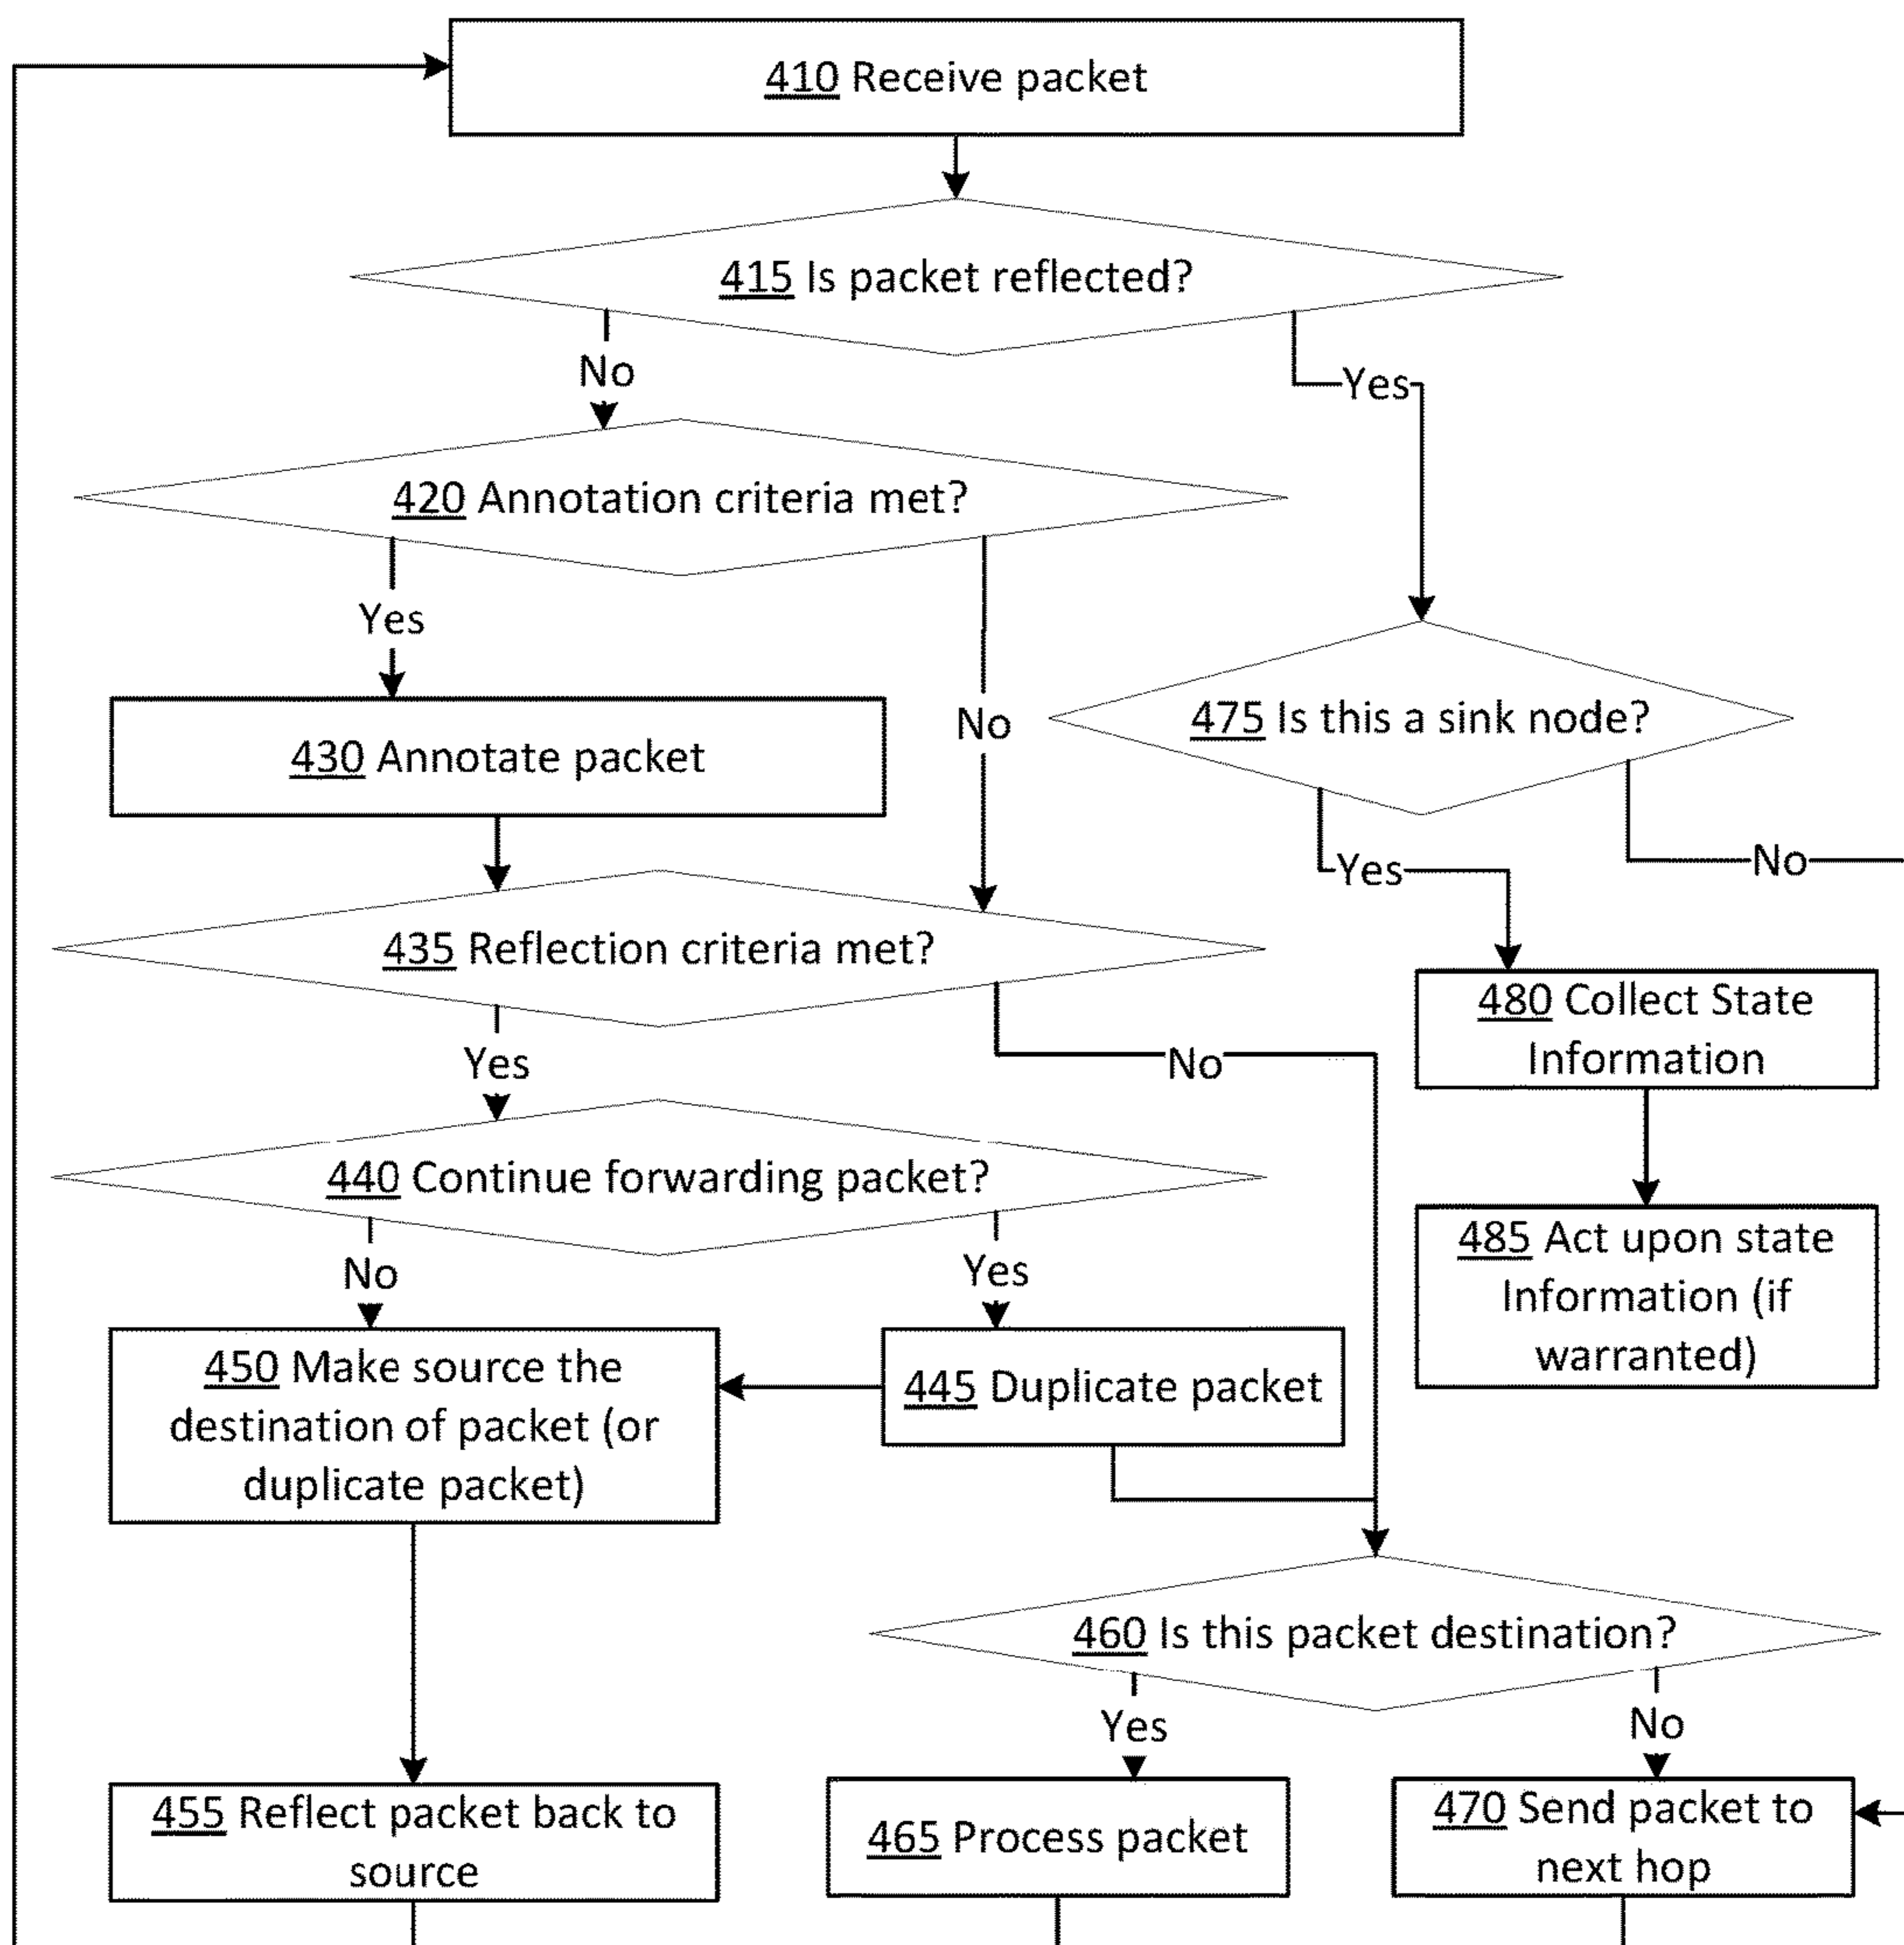 410 Receive packet
415 Is packet reflected?
No
Yes
420 Annotation criteria met?
Yes
No
475 Is this a sink node?
430 Annotate packet
Yes
No
435 Reflection criteria met?
480 Collect State
Information
Yes
No
440 Continue forwarding packet?
485 Act upon state
Information (if
warranted)
No
Yes
450 Make source the
destination of packet (or
duplicate packet)
445 Duplicate packet
460 Is this packet destination?
Yes
No
455 Reflect packet back to
source
465 Process packet
470 Send packet to
next hop